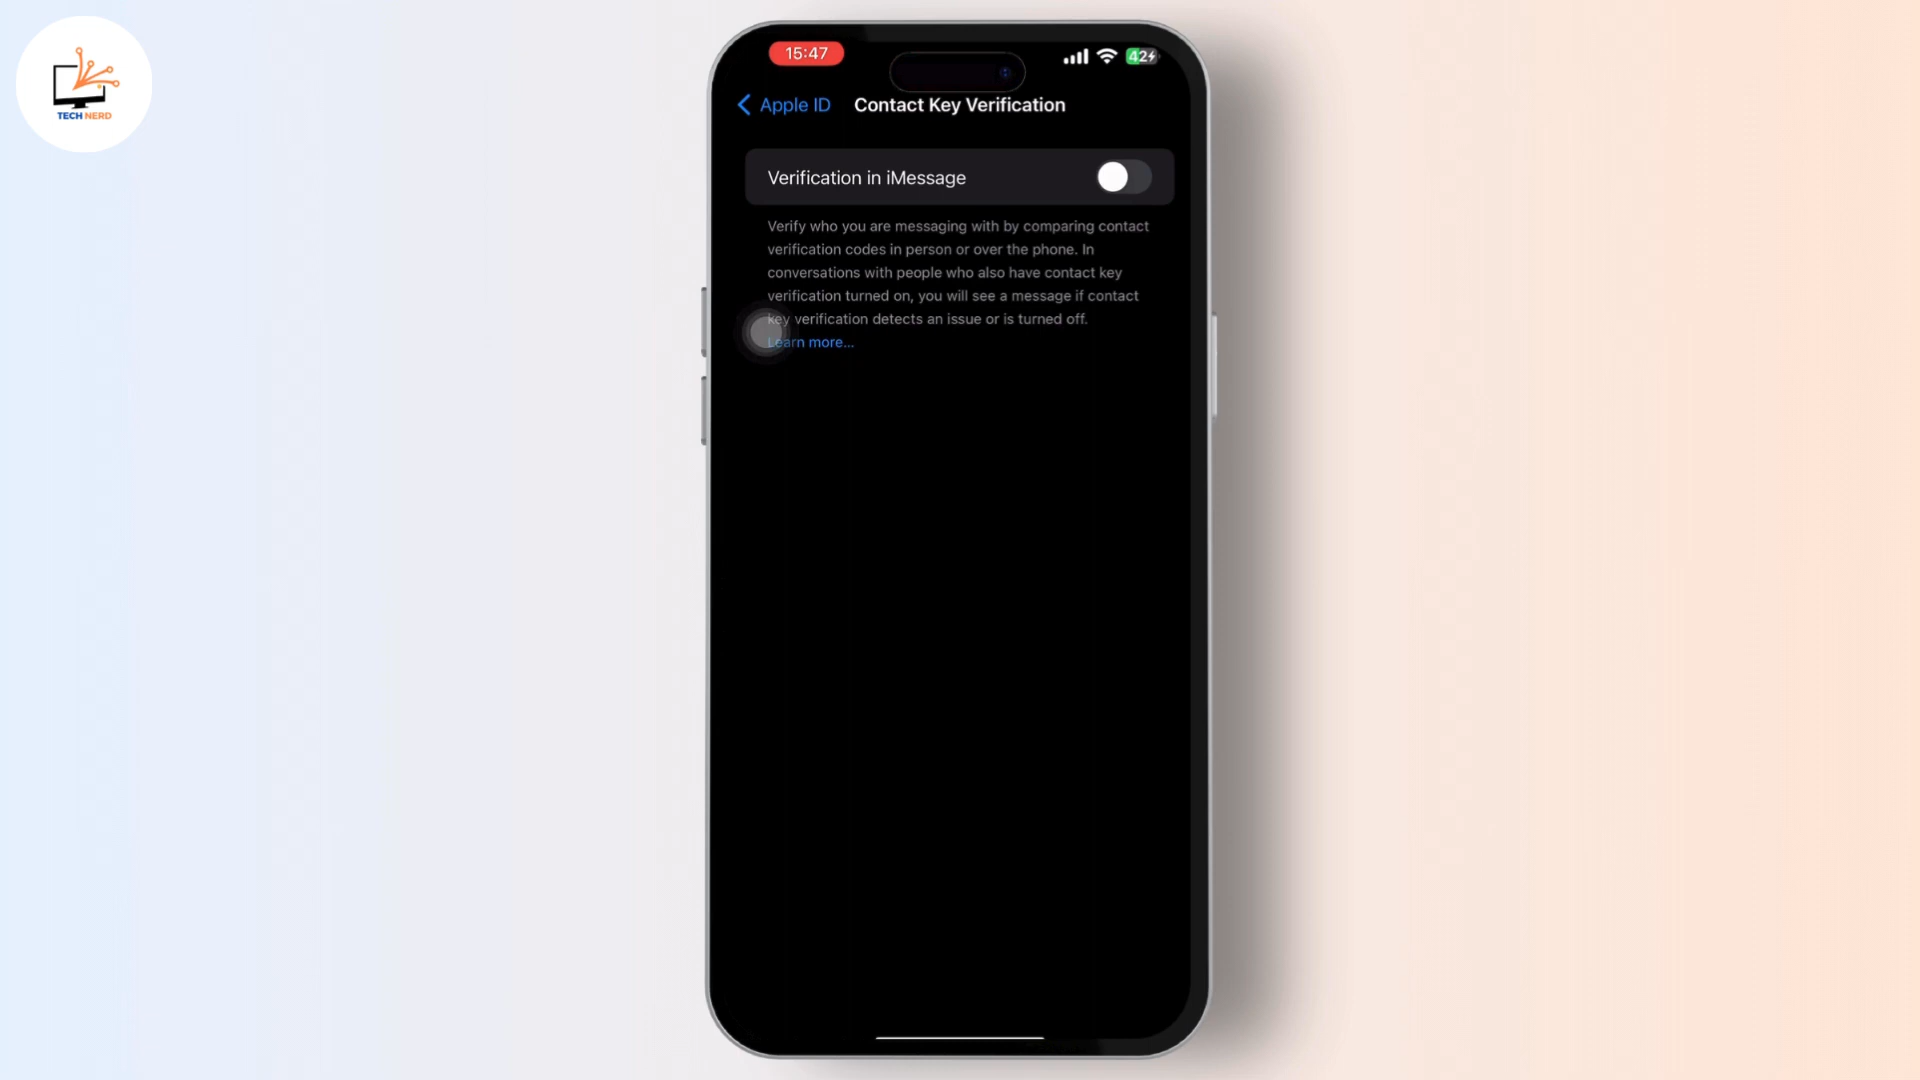 TECH NERD
15:47
42
Apple ID
Contact Key Verification
Verification in iMessage
Verify who you are messaging with by comparing contact
verification codes in person or over the phone. In
conversations with people who also have contact key
verification turned on, you will see a message if contact
key verification detects an issue or is turned off.
Learn more...